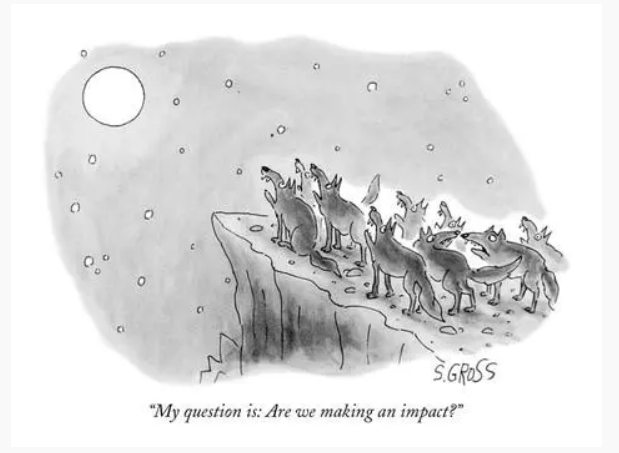 S.GROSS
“My question is: Are we making an impact?”